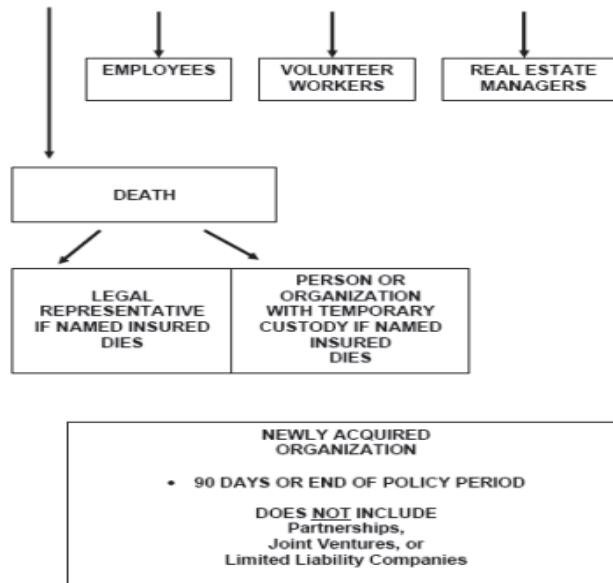 EMPLOYEES
VOLUNTEER
WORKERS
REAL ESTATE
MANAGERS
DEATH
LEGAL
REPRESENTATIVE
IF NAMED INSURED
DIES
PERSON OR
ORGANIZATION
WITH TEMPORARY
CUSTODY IF NAMED
INSURED
DIES
NEWLY ACQUIRED
ORGANIZATION
• 90 DAYS OR END OF POLICY PERIOD
DOES NOT INCLUDE
Partnerships,
Joint Ventures, or
Limited Liability Companies